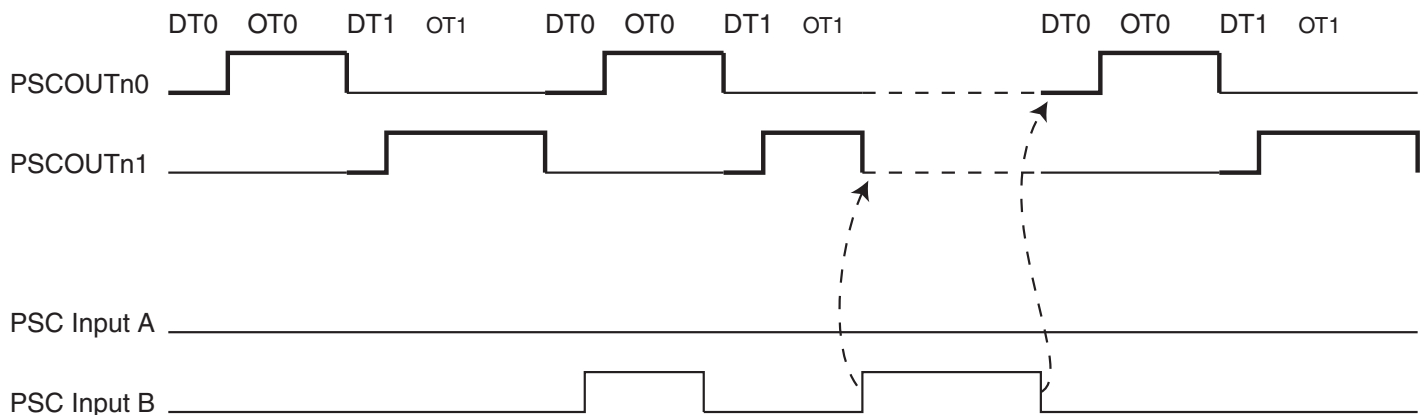 DT0 OT0 DT1 OT1 DT0 OT0 DT1 OT1 DT0 OT0 DT1 OT1
PSCOUTn0
PSCOUTn1
PSC Input A
PSC Input B